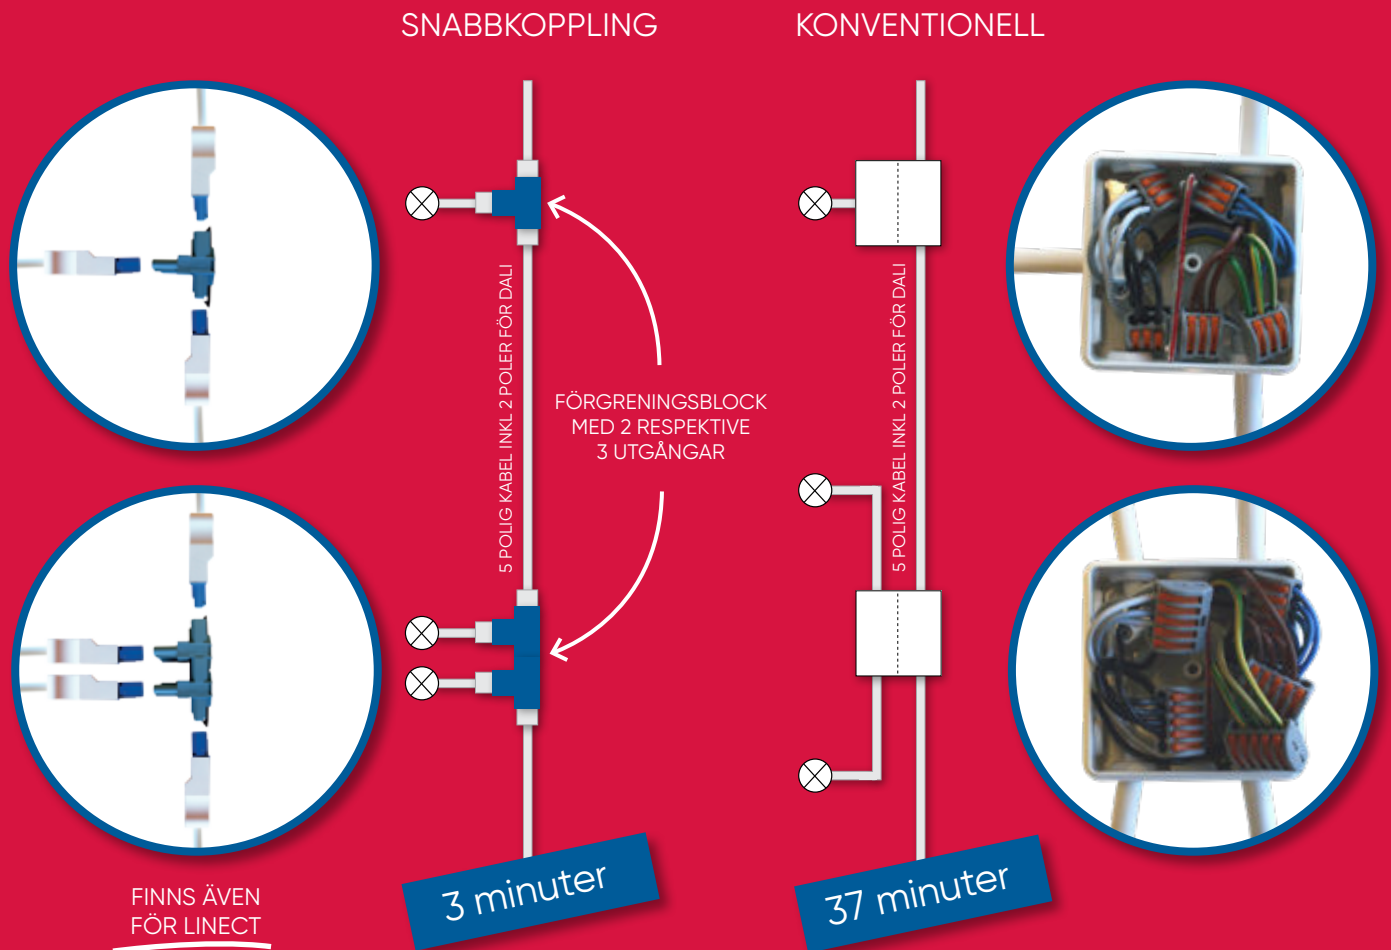 SNABBKOPPLING
KONVENTIONELL
5 POLIG KABEL INKL 2 POLER FÖR DALI
FÖRGRENINGSBLOCK
MED 2 RESPEKTIVE
3 UTGÅNGAR
5 POLIG KABEL INKL 2 POLER FÖR DALI
3 minuter
37 minuter
FINNS ÄVEN
FÖR LINECT